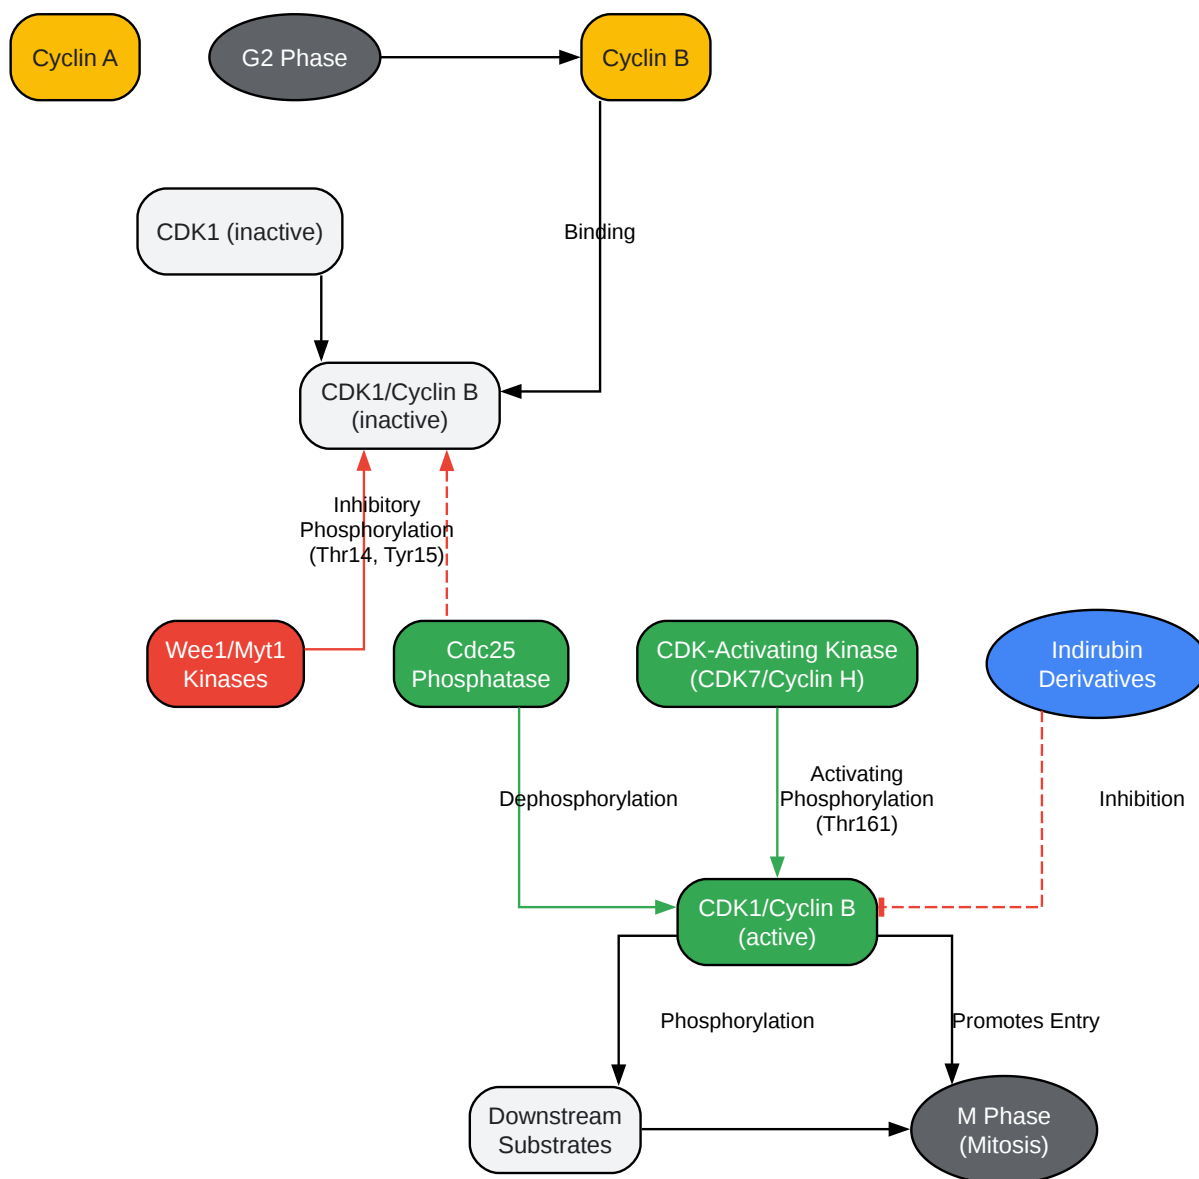 Cyclin A
G2 Phase
Cyclin B
CDK1 (inactive)
Binding
CDK1/Cyclin B
(inactive)
Inhibitory
Phosphorylation
(Thr14, Tyr15)
Wee1/Myt1
Kinases
Cdc25
Phosphatase
CDK-Activating Kinase
(CDK7/Cyclin H)
Indirubin
Derivatives
Dephosphorylation
Activating
Phosphorylation
(Thr161)
Inhibition
CDK1/Cyclin B
(active)
Phosphorylation
Promotes Entry
Downstream
Substrates
M Phase
(Mitosis)